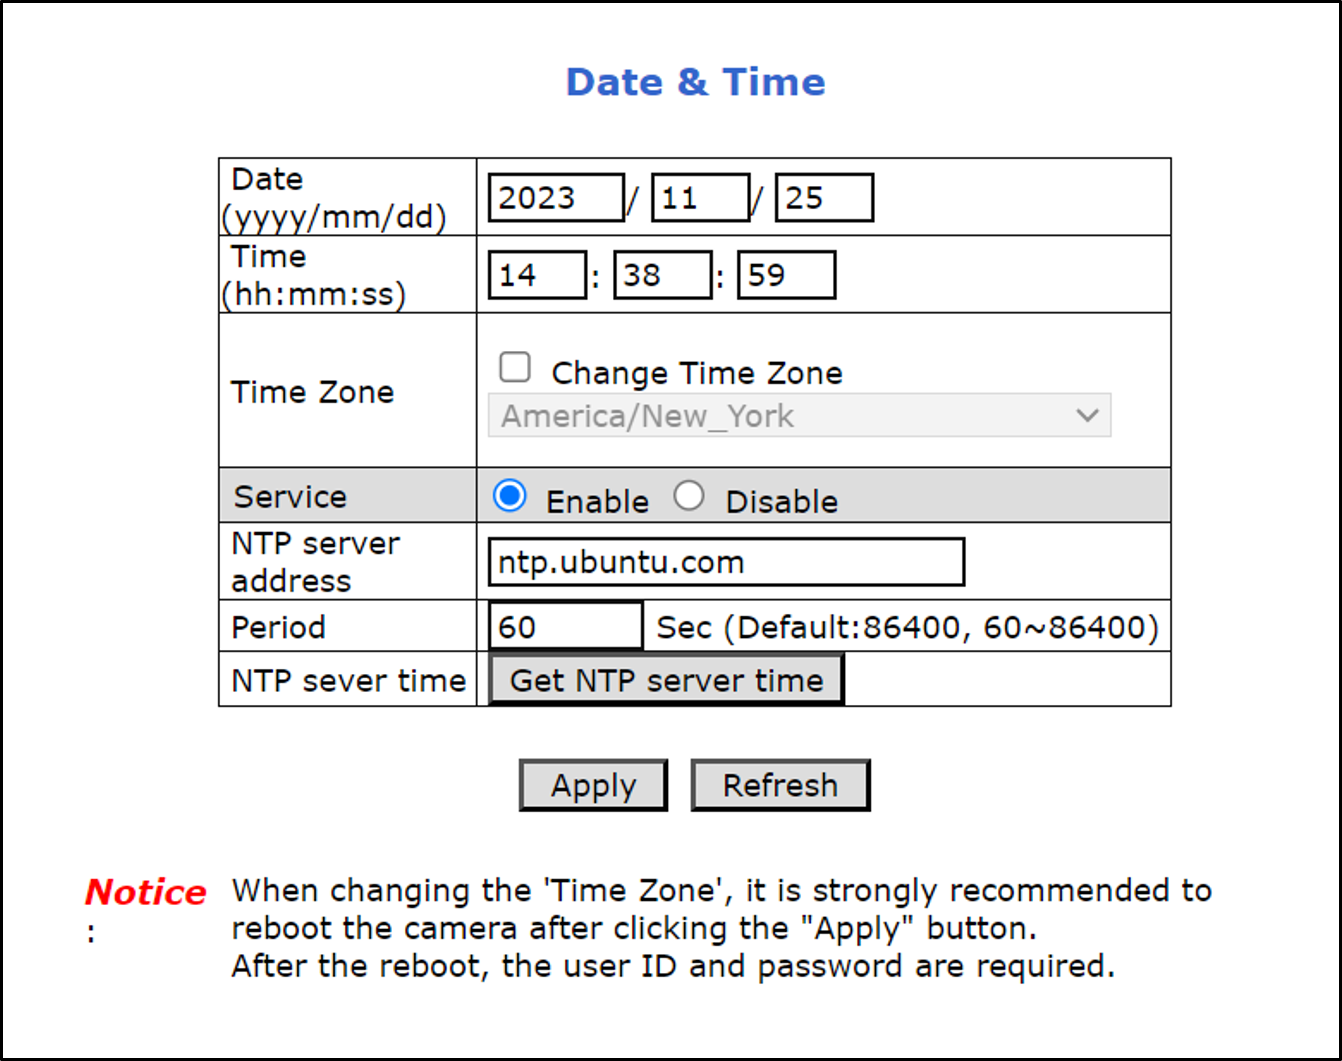 Date & Time
Date
(yyyy/mm/dd)
2023 / 11 / 25
Time
(hh:mm:ss)
14 : 38 : 59
Time Zone
Change Time Zone
America/New_York
Service
Enable Disable
NTP server
address
ntp.ubuntu.com
Period
60 Sec (Default:86400, 60~86400)
NTP sever time
Get NTP server time
Apply Refresh
Notice
:
When changing the 'Time Zone', it is strongly recommended to
reboot the camera after clicking the "Apply" button.
After the reboot, the user ID and password are required.